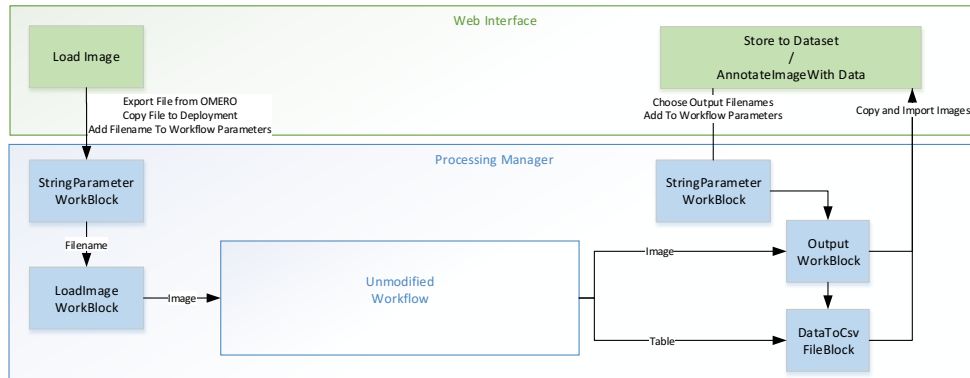 Web Interface
Load Image
Store to Dataset
/
AnnotateImageWith Data
Export File from OMERO
Copy File to Deployment
Add Filename To Workflow Parameters
Choose Output Filenames
Add To Workflow Parameters
Copy and Import Images
Processing Manager
StringParameter
WorkBlock
StringParameter
WorkBlock
Filename
LoadImage
WorkBlock
Image
Unmodified
Workflow
Image
Output
WorkBlock
Table
DataToCsv
FileBlock